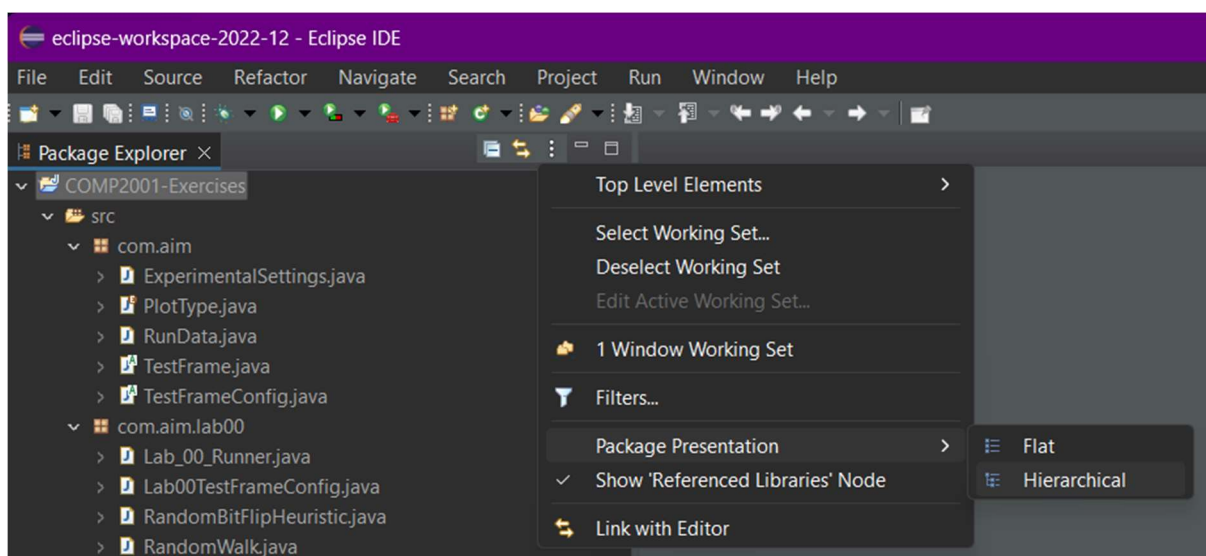 eclipse-workspace-2022-12 - Eclipse IDE
File Edit Source Refactor Navigate Search Project Run Window Help
Package Explorer
COMP2001-Exercises
src
com.aim
ExperimentalSettings.java
PlotType.java
RunData.java
TestFrame.java
TestFrameConfig.java
com.aim.lab00
Lab_00_Runner.java
Lab00TestFrameConfig.java
RandomBitFlipHeuristic.java
RandomWalk.java
Top Level Elements
Select Working Set...
Deselect Working Set
Edit Active Working Set...
1 Window Working Set
Filters...
Package Presentation
Show 'Referenced Libraries' Node
Link with Editor
Flat
Hierarchical